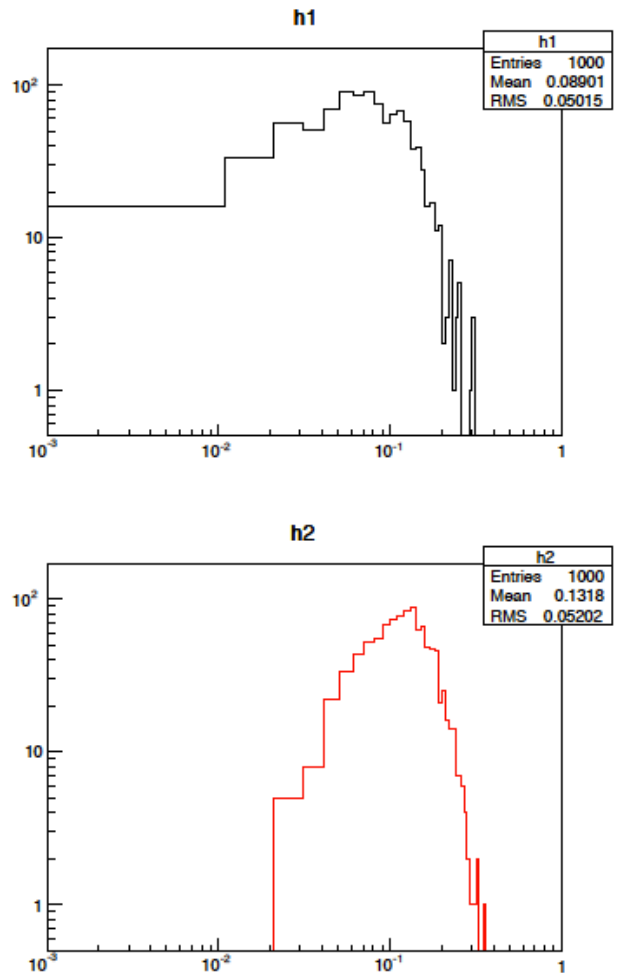 h1
h1
Entries 1000
Mean 0.08901
RMS 0.05015
10²
10
1
10⁻³ 10⁻² 10⁻¹ 1
h2
h2
Entries 1000
Mean 0.1318
RMS 0.05202
10²
10
1
10⁻³ 10⁻² 10⁻¹ 1